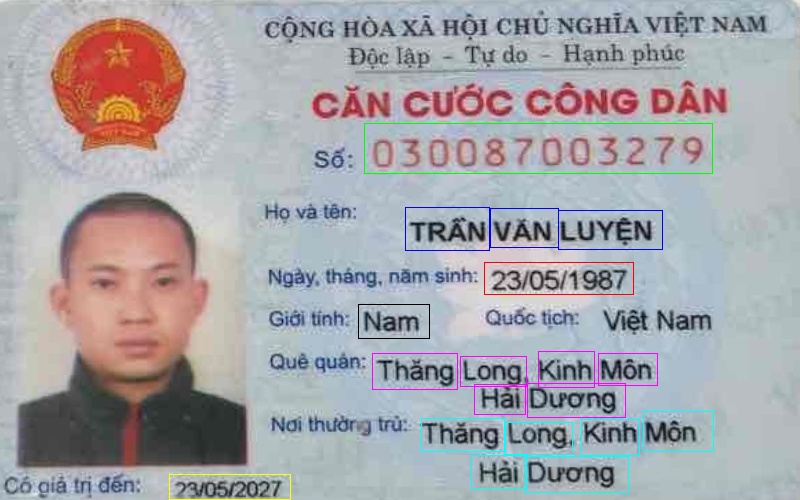 CỘNG HÒA XÃ HỘI CHỦ NGHĨA VIỆT NAM
Độc lập - Tự do - Hạnh phúc
CĂN CƯỚC CÔNG DÂN
Số: 030087003279
Họ và tên: TRẦN VĂN LUYỆN
Ngày, tháng, năm sinh: 23/05/1987
Giới tính: Nam Quốc tịch: Việt Nam
Quê quán: Thăng Long, Kinh Môn
Hải Dương
Nơi thường trú: Thăng Long, Kinh Môn
Hải Dương
Có giá trị đến: 23/05/2027